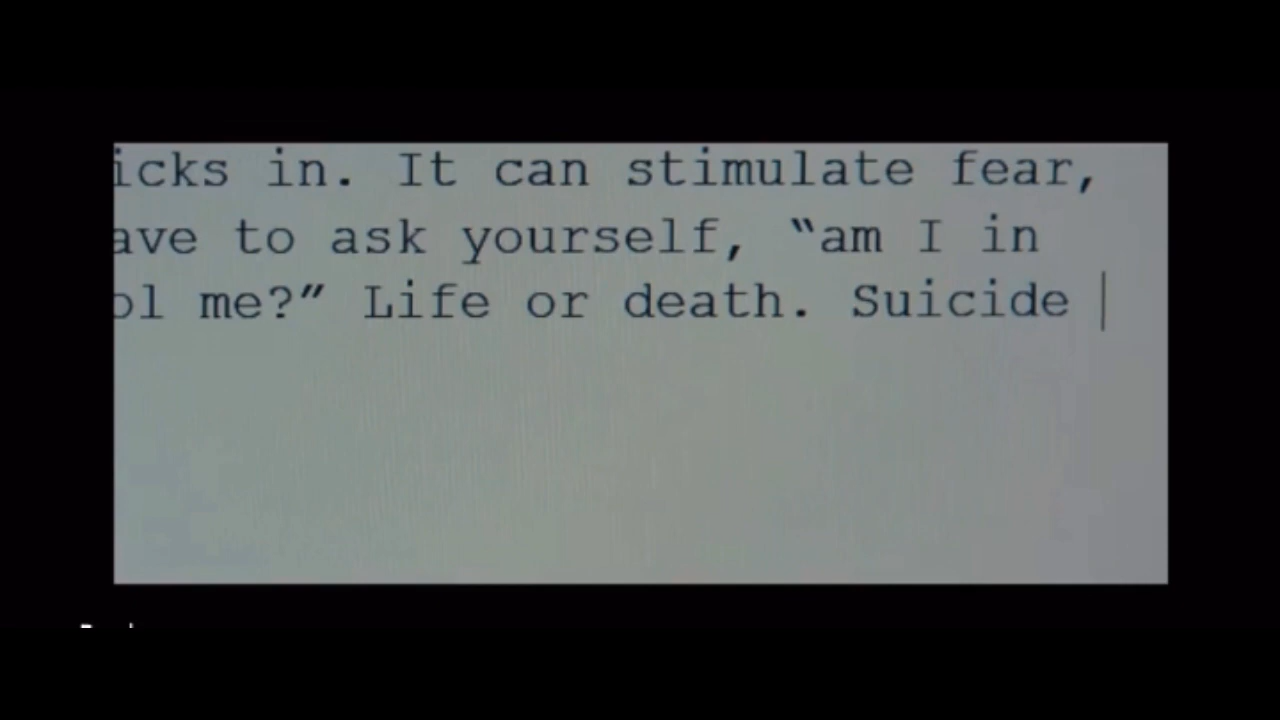 icks in. It can stimulate fear,
ave to ask yourself, “am I in
ol me?” Life or death. Suicide